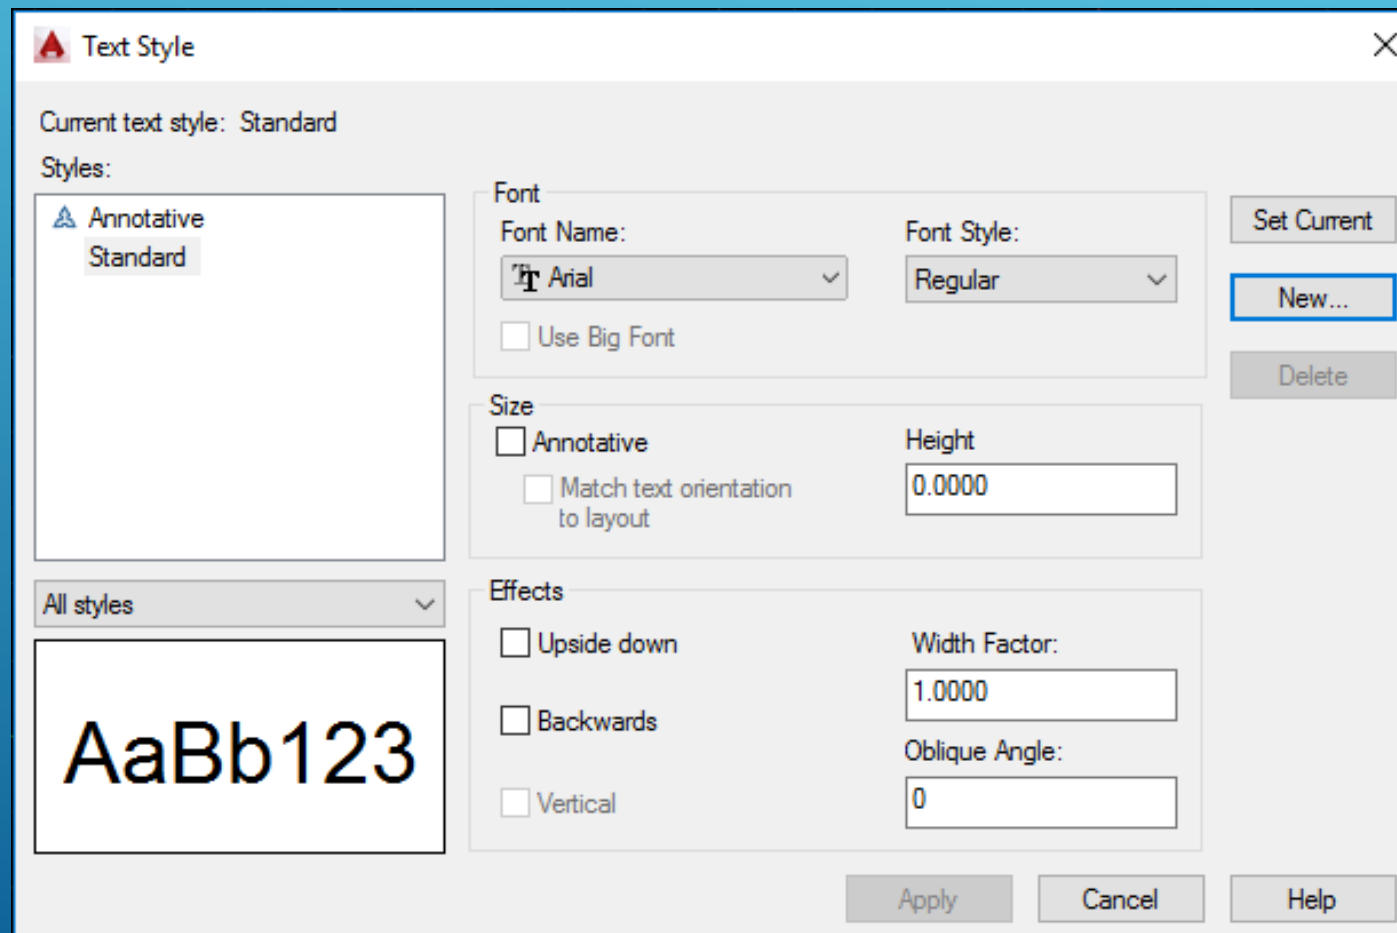 Text Style
Current text style: Standard
Styles:
Annotative
Standard
All styles
AaBb123
Font
Font Name:
Font Style:
Arial
Regular
Use Big Font
Size
Annotative
Height
Match text orientation
to layout
0.0000
Effects
Upside down
Width Factor:
1.0000
Backwards
Oblique Angle:
Vertical
0
Set Current
New...
Delete
Apply
Cancel
Help